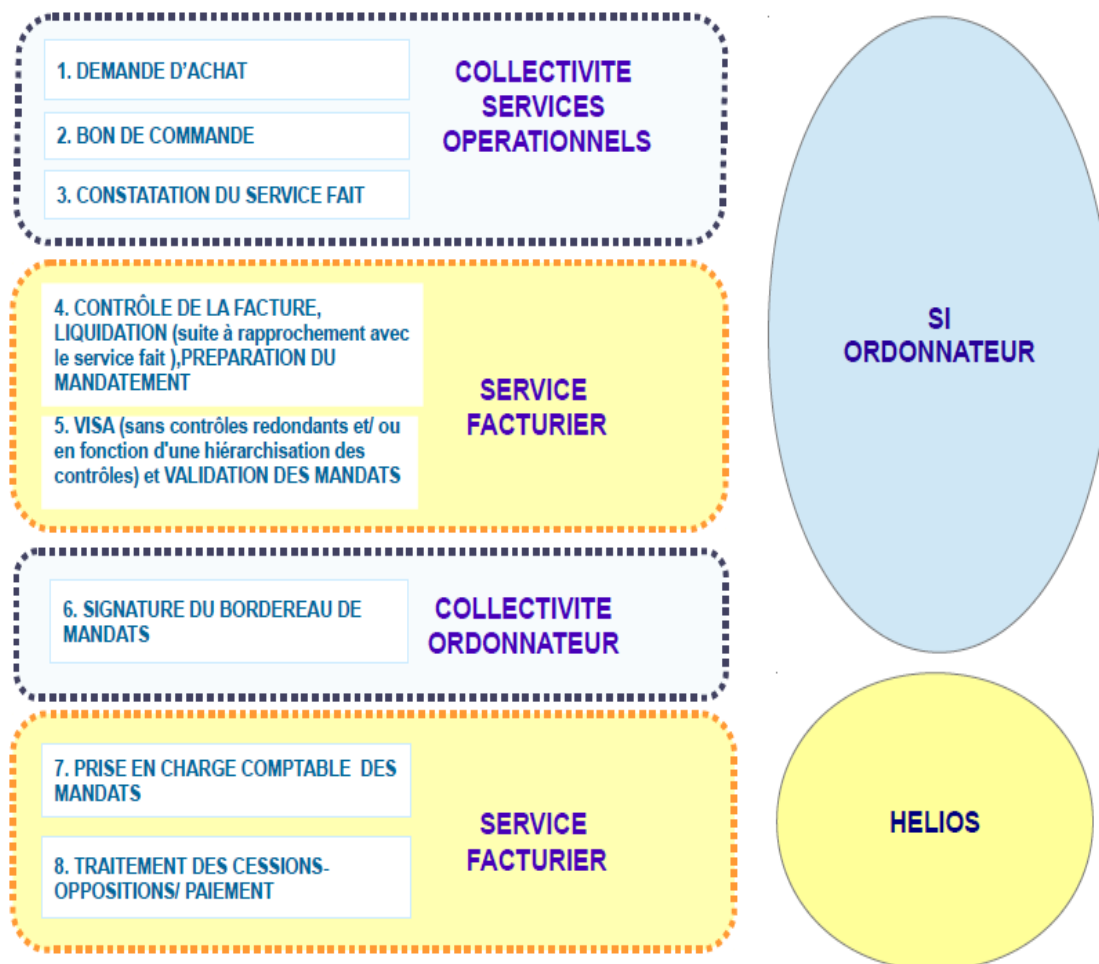 1. DEMANDE D'ACHAT
2. BON DE COMMANDE
3. CONSTATATION DU SERVICE FAIT
COLLECTIVITE
SERVICES
OPERATIONNELS
4. CONTRÔLE DE LA FACTURE,
LIQUIDATION (suite à rapprochement avec
le service fait ),PREPARATION DU
MANDATEMENT
5. VISA (sans contrôles redondants et/ ou
en fonction d'une hiérarchisation des
contrôles) et VALIDATION DES MANDATS
SERVICE
FACTURIER
6. SIGNATURE DU BORDEREAU DE
MANDATS
COLLECTIVITE
ORDONNATEUR
7. PRISE EN CHARGE COMPTABLE DES
MANDATS
8. TRAITEMENT DES CESSIONS-
OPPOSITIONS/ PAIEMENT
SERVICE
FACTURIER
SI
ORDONNATEUR
HELIOS